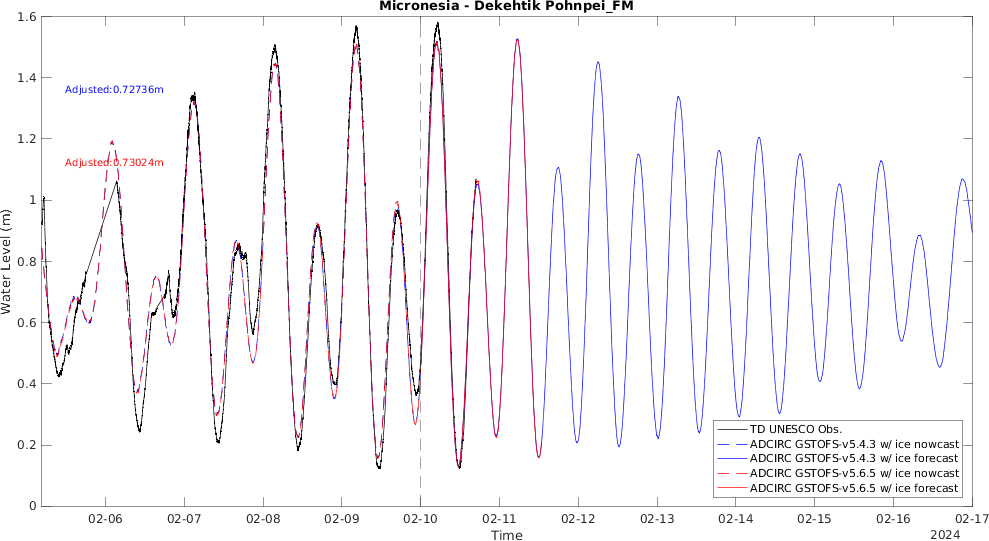 Micronesia - Dekehtik Pohnpei_FM
1.6
1.4
1.2
1
0.8
0.6
0.4
0.2
0
Water Level (m)
Adjusted:0.72736m
Adjusted:0.73024m
TD UNESCO Obs.
ADCIRC GSTOFS-v5.4.3 w/ ice nowcast
ADCIRC GSTOFS-v5.4.3 w/ ice forecast
ADCIRC GSTOFS-v5.6.5 w/ ice nowcast
ADCIRC GSTOFS-v5.6.5 w/ ice forecast
02-06 02-07 02-08 02-09 02-10 02-11 02-12 02-13 02-14 02-15 02-16 02-17
Time
2024